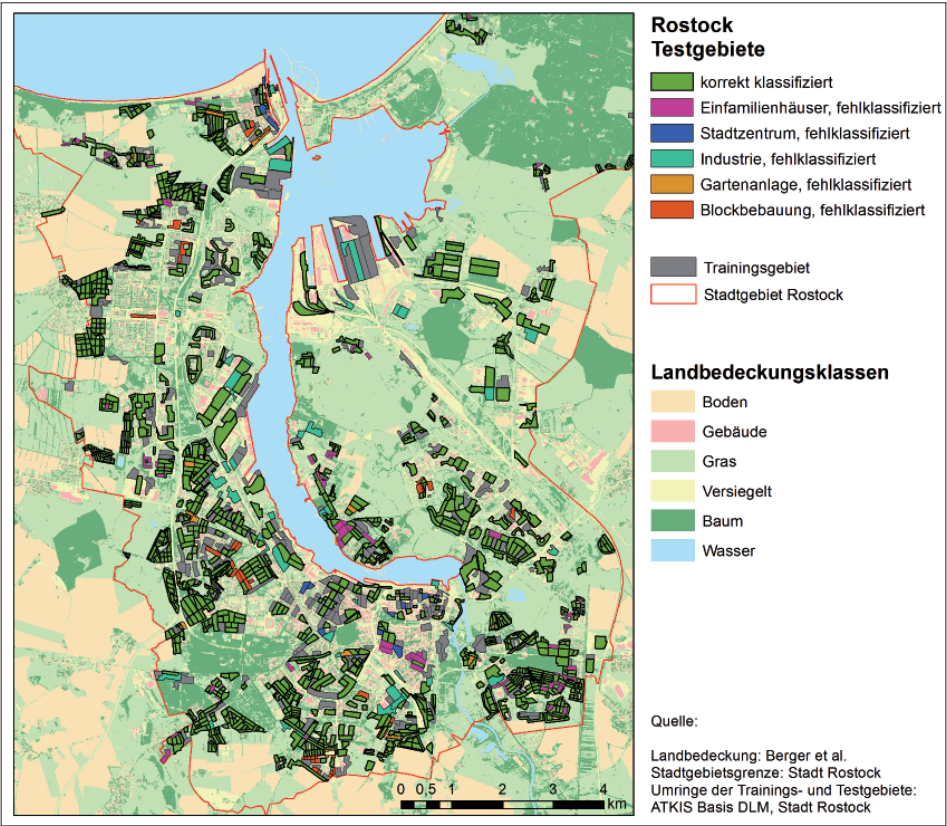 Rostock
Testgebiete
korrekt klassifiziert
Einfamilienhäuser, fehlklassifiziert
Stadtzentrum, fehlklassifiziert
Industrie, fehlklassifiziert
Gartenanlage, fehlklassifiziert
Blockbebauung, fehlklassifiziert
Trainingsgebiet
Stadtgebiet Rostock
Landbedeckungsklassen
Boden
Gebäude
Gras
Versiegelt
Baum
Wasser
Quelle:
Landbedeckung: Berger et al.
Stadtgebietsgrenze: Stadt Rostock
Umringe der Trainings- und Testgebiete:
ATKIS Basis DLM, Stadt Rostock
0 0,5 1 2 3 4
km